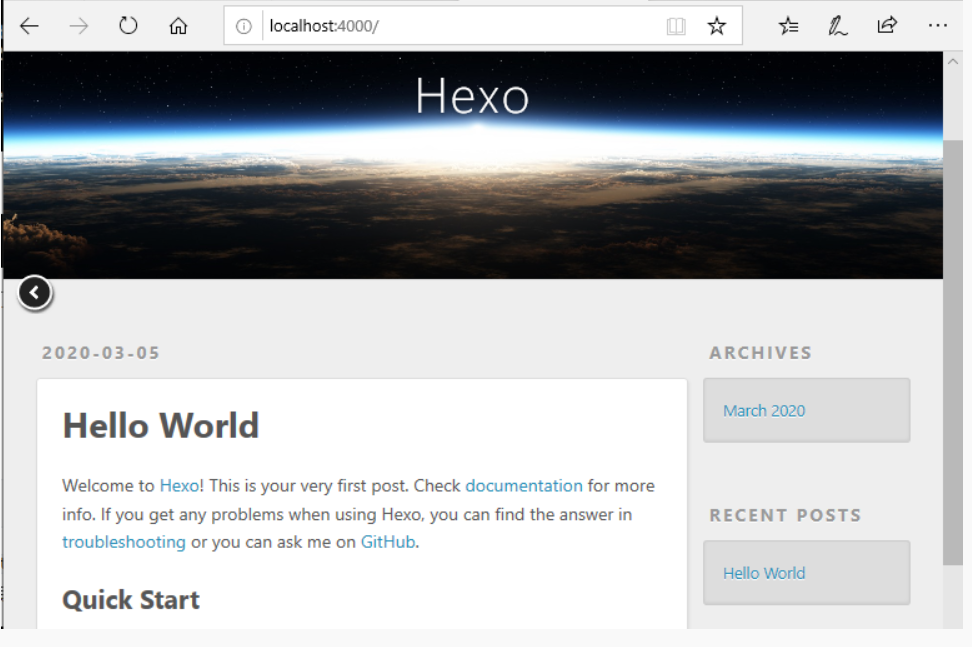 localhost:4000/
Hexo
2020-03-05
Hello World
Welcome to Hexo! This is your very first post. Check documentation for more
info. If you get any problems when using Hexo, you can find the answer in
troubleshooting or you can ask me on GitHub.
Quick Start
ARCHIVES
March 2020
RECENT POSTS
Hello World